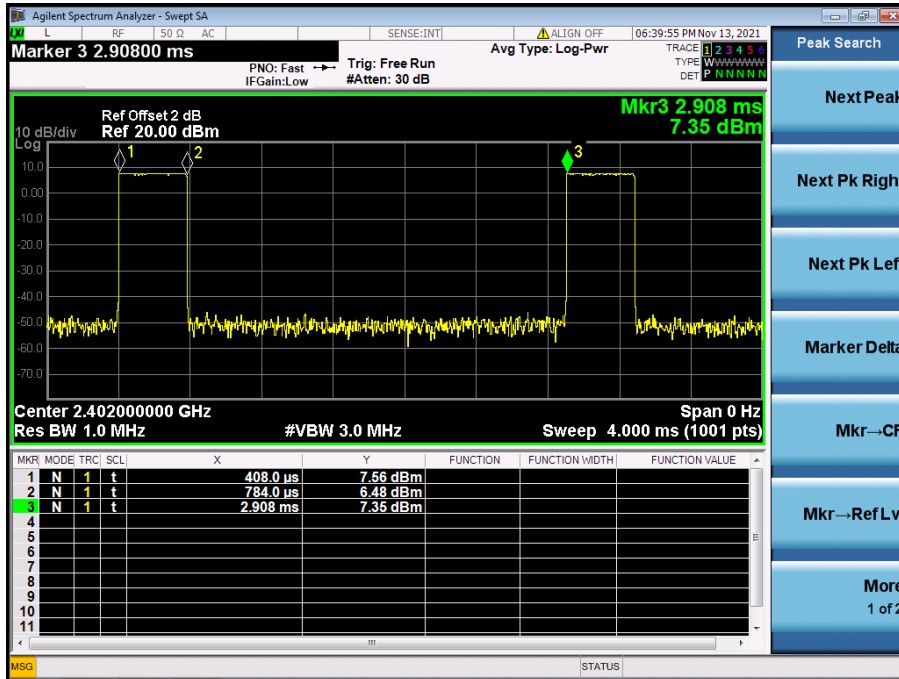 Agilent Spectrum Analyzer - Swept SA
LXI L RF 50 Ω AC SENSE:INT ALIGN OFF 06:39:55 PM Nov 13, 2021
Marker 3 2.90800 ms
PNO: Fast
IFGain:Low
Trig: Free Run
#Atten: 30 dB
Avg Type: Log-Pwr
TRACE 1 2 3 4 5 6
TYPE WWWWWW
DET P N N N N N
Mkr3 2.908 ms
7.35 dBm
Ref Offset 2 dB
10 dB/div Ref 20.00 dBm
Log
1 2 3
10.0
0.00
-10.0
-20.0
-30.0
-40.0
-50.0
-60.0
-70.0
Center 2.402000000 GHz Span 0 Hz
Res BW 1.0 MHz #VBW 3.0 MHz Sweep 4.000 ms (1001 pts)
MKR MODE TRC SCL X Y FUNCTION FUNCTION WIDTH FUNCTION VALUE
1 N 1 t 408.0 µs 7.56 dBm
2 N 1 t 784.0 µs 6.48 dBm
3 N 1 t 2.908 ms 7.35 dBm
4
5
6
7
8
9
10
11
MSG STATUS
Peak Search
Next Peak
Next Pk Righ
Next Pk Lef
Marker Delta
Mkr→CF
Mkr→Ref Lv
More
1 of 2